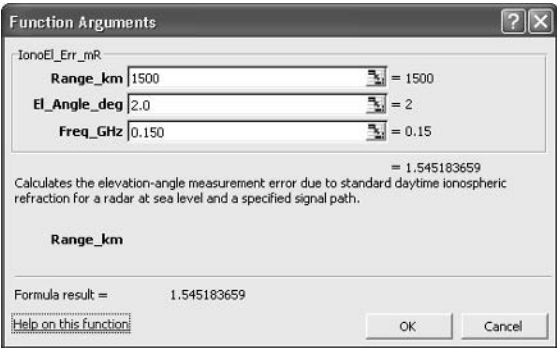 Function Arguments
IonoEl_Err_mR
Range_km 1500 = 1500
El_Angle_deg 2.0 = 2
Freq_GHz 0.150 = 0.15
= 1.545183659
Calculates the elevation-angle measurement error due to standard daytime ionospheric
refraction for a radar at sea level and a specified signal path.
Range_km
Formula result = 1.545183659
Help on this function OK Cancel